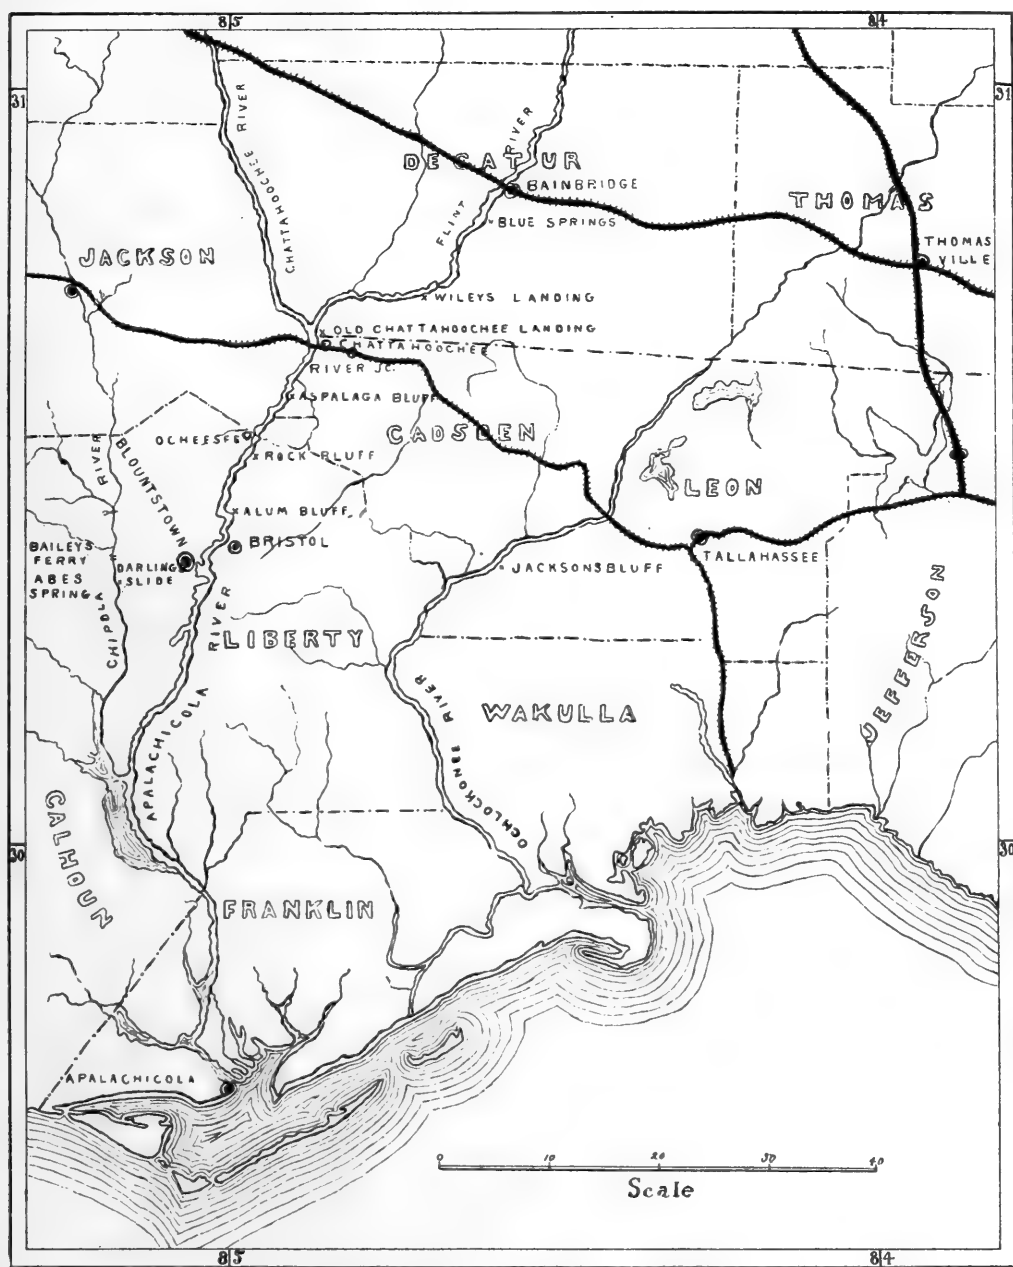 85
84
31
31
CHATTAHOOCHEE RIVER
FLINT RIVER
DECATUR
BAINBRIDGE
BLUE SPRINGS
THOMAS
THOMAS
VILLE
JACKSON
WILEYS LANDING
OLD CHATTAHOOCHEE LANDING
CHATTAHOOCHEE
RIVER JC.
ASPALAGA BLUFF
OCHEESEE
GADSDEN
ROCK BLUFF
LEON
ALUM BLUFF
BRISTOL
BLOUNTSTOWN
BAILEYS
FERRY
ABES
SPRING
DARLING
SLIDE
CHIPOLA RIVER
JACKSONSBLUFF
TALLAHASSEE
JEFFERSON
LIBERTY
APALACHICOLA RIVER
OCHLOCKONEE RIVER
WAKULLA
CALHOUN
30
30
FRANKLIN
APALACHICOLA
0 10 20 30 40
Scale
85
84